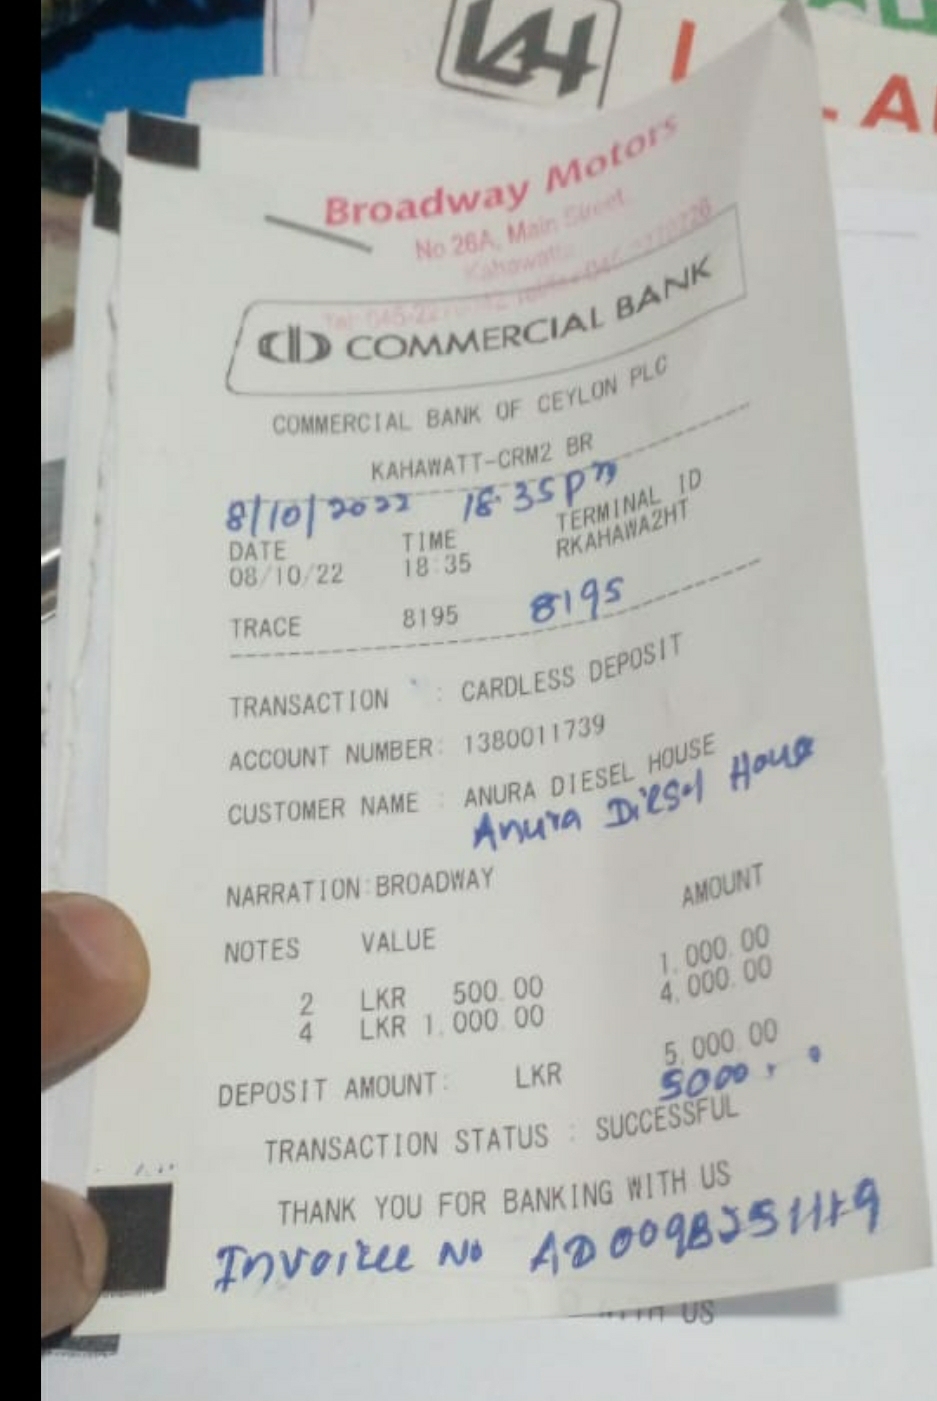 Broadway Motors
No.26A, Main Street,
Kahawatta.
COMMERCIAL BANK
COMMERCIAL BANK OF CEYLON PLC
KAHAWATT-CRM2 BR
8/10/2022 18.35pm
DATE TIME TERMINAL ID
08/10/22 18:35 RKAHAWA2HT
TRACE 8195 8195
TRANSACTION : CARDLESS DEPOSIT
ACCOUNT NUMBER: 1380011739
CUSTOMER NAME : ANURA DIESEL HOUSE
Anura Diesel House
NARRATION:BROADWAY
NOTES VALUE AMOUNT
2 LKR 500.00 1,000.00
4 LKR 1,000.00 4,000.00
DEPOSIT AMOUNT: LKR 5,000.00
5000
TRANSACTION STATUS : SUCCESSFUL
THANK YOU FOR BANKING WITH US
No
US